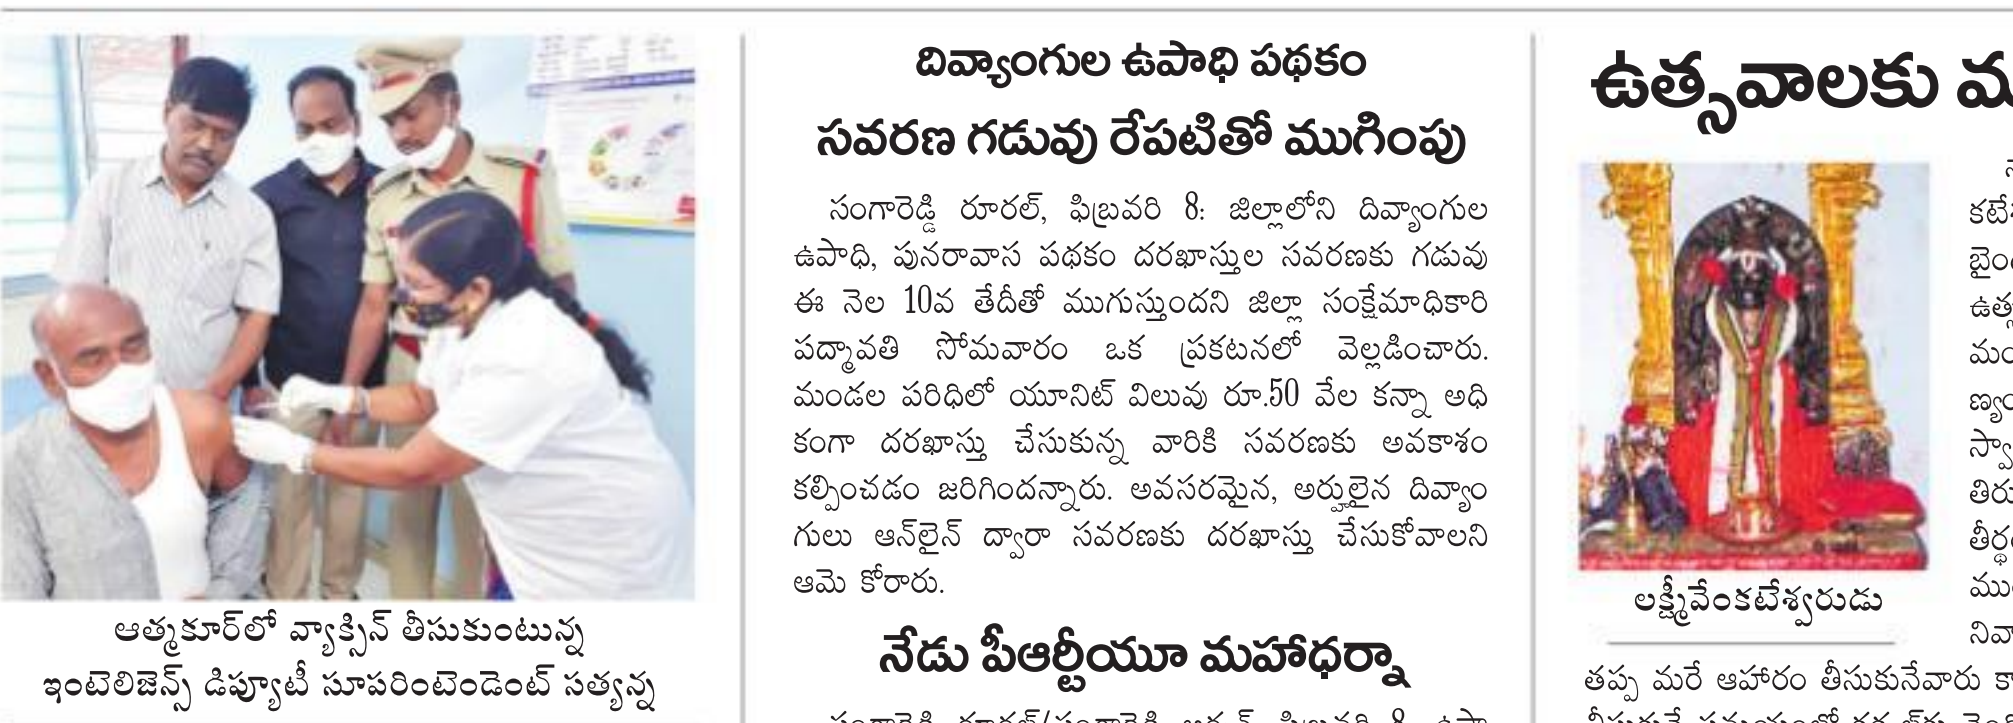 ఆత్మకూర్‌లో వ్యాక్సిన్ తీసుకుంటున్న
ఇంటెలిజెన్స్ డిప్యూటీ సూపరింటెండెంట్ సత్యన్న
దివ్యాంగుల ఉపాధి పథకం
సవరణ గడువు రేపటితో ముగింపు
సంగారెడ్డి రూరల్, ఫిబ్రవరి 8: జిల్లాలోని దివ్యాంగుల
ఉపాధి, పునరావాస పథకం దరఖాస్తుల సవరణకు గడువు
ఈ నెల 10వ తేదీతో ముగుస్తుందని జిల్లా సంక్షేమాధికారి
పద్మావతి సోమవారం ఒక ప్రకటనలో వెల్లడించారు.
మండల పరిధిలో యూనిట్ విలువు రూ.50 వేల కన్నా అధి
కంగా దరఖాస్తు చేసుకున్న వారికి సవరణకు అవకాశం
కల్పించడం జరిగిందన్నారు. అవసరమైన, అర్హులైన దివ్యాం
గులు ఆన్‌లైన్ ద్వారా సవరణకు దరఖాస్తు చేసుకోవాలని
ఆమె కోరారు.
నేడు పీఆర్టీయూ మహాధర్నా
ఉత్సవాలకు
లక్ష్మీవేంకటేశ్వరుడు
తప్ప మరే ఆహారం తీసుకునేవారు